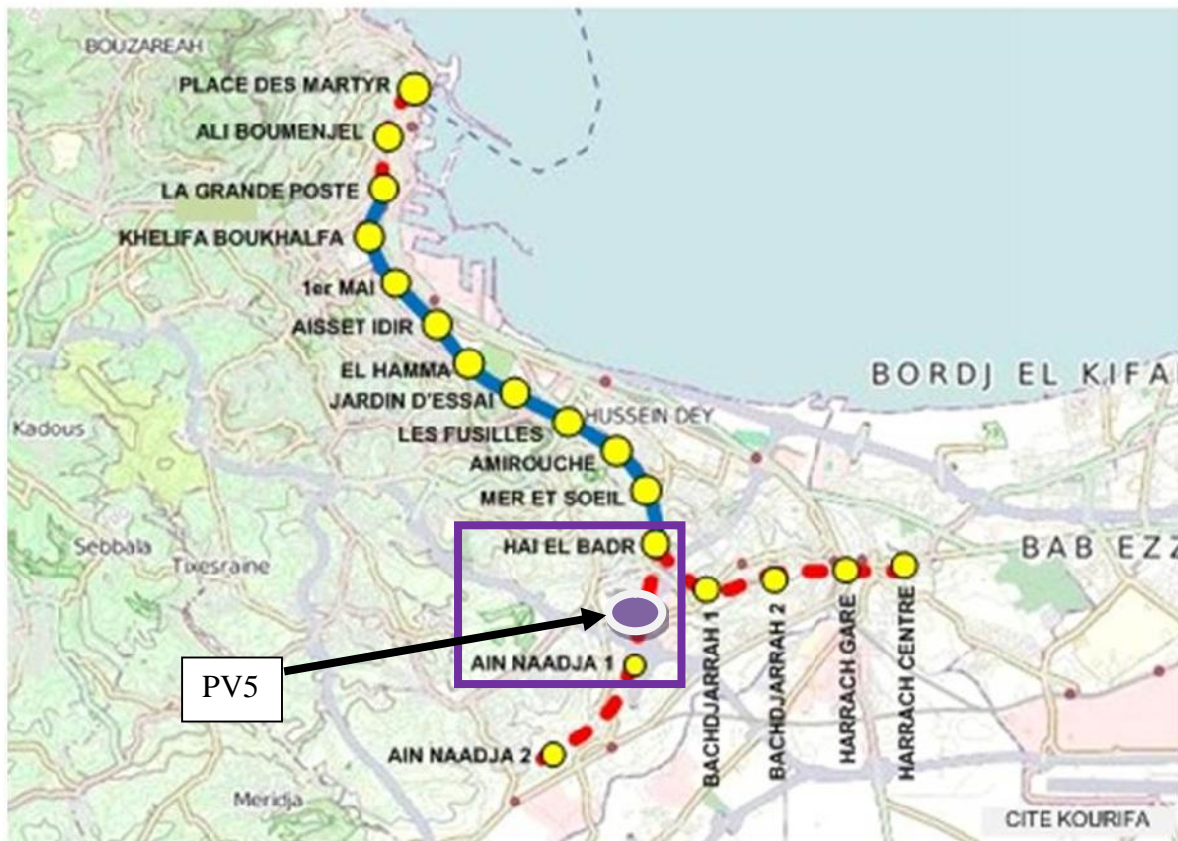 BOUZAREAH
PLACE DES MARTYR
ALI BOUMENJEL
LA GRANDE POSTE
KHELIFA BOUKHALFA
1er MAI
AISSET IDIR
EL HAMMA
BORDJ EL KIFA
JARDIN D'ESSAI
HUSSEIN DEY
Kadous
LES FUSILLES
AMIROUCHE
MER ET SOEIL
Sebbala
HAI EL BADR
BAB EZZ
Tixesraine
AIN NAADJA 1
PV5
BACHDJARRAH 1
BACHDJARRAH 2
HARRACH GARE
HARRACH CENTRE
AIN NAADJA 2
Meridja
CITE KOURIFA